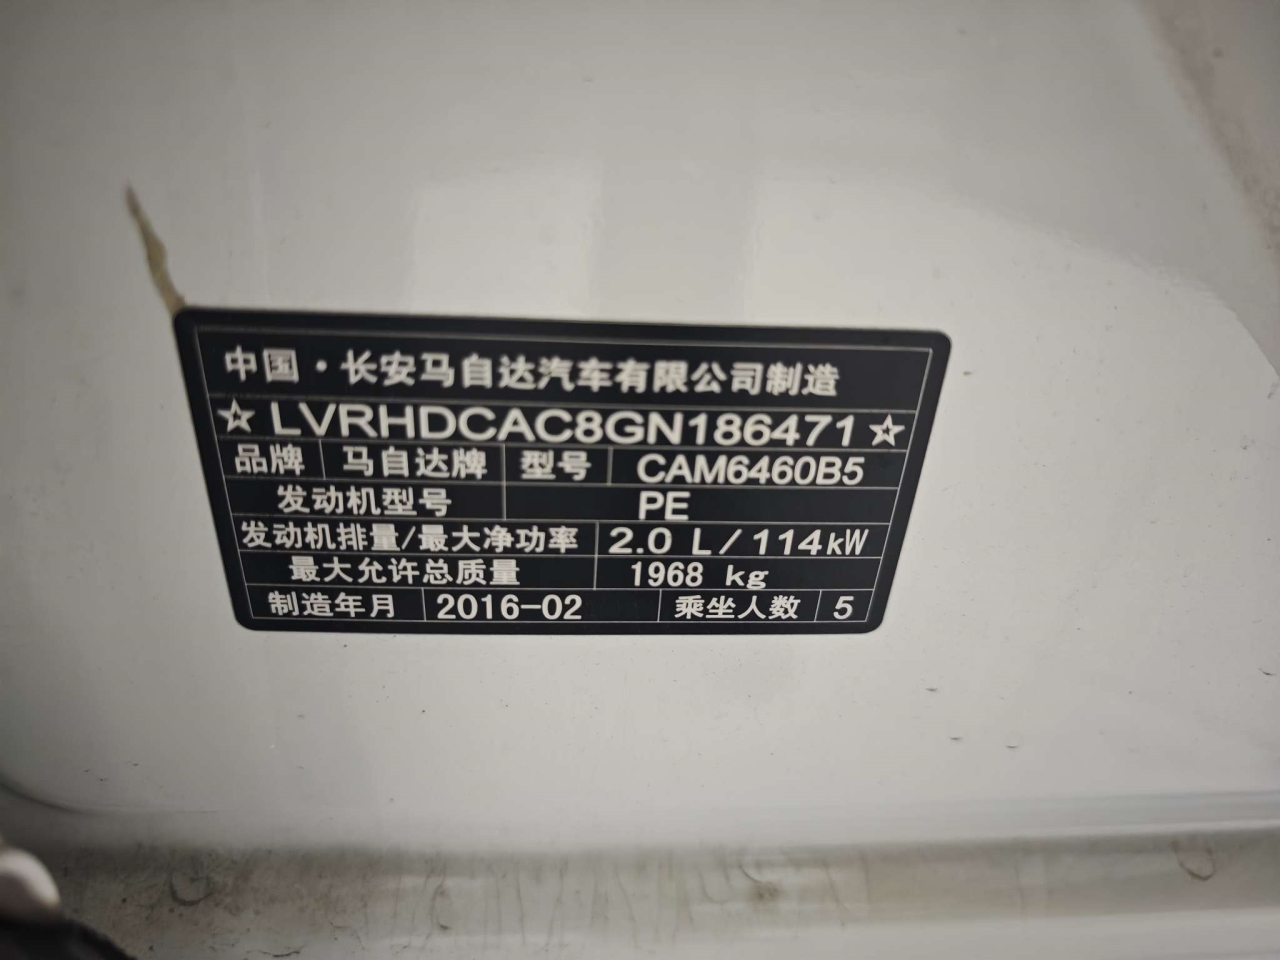 中国·长安马自达汽车有限公司制造
☆LVRHDCAC8GN186471☆
品牌 马自达牌 型号 CAM6460B5
发动机型号 PE
发动机排量/最大净功率 2.0 L/114kW
最大允许总质量 1968 kg
制造年月 2016-02 乘坐人数 5